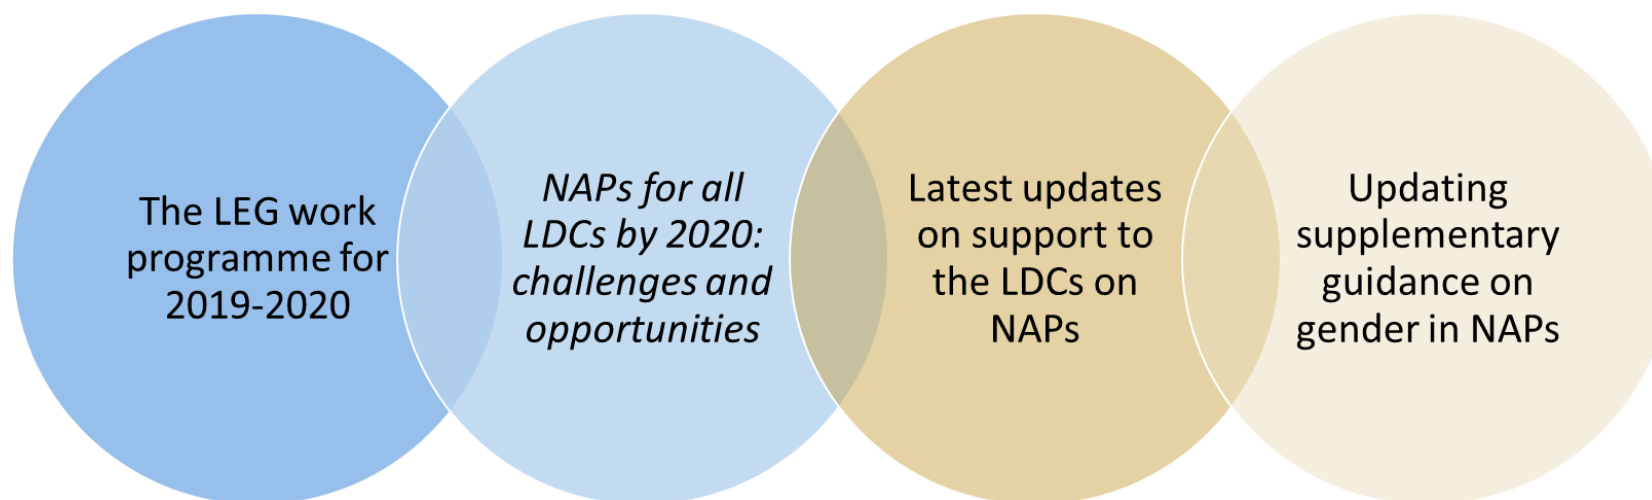 The LEG work
programme for
2019-2020
NAPs for all
LDCs by 2020:
challenges and
opportunities
Latest updates
on support to
the LDCs on
NAPs
Updating
supplementary
guidance on
gender in NAPs